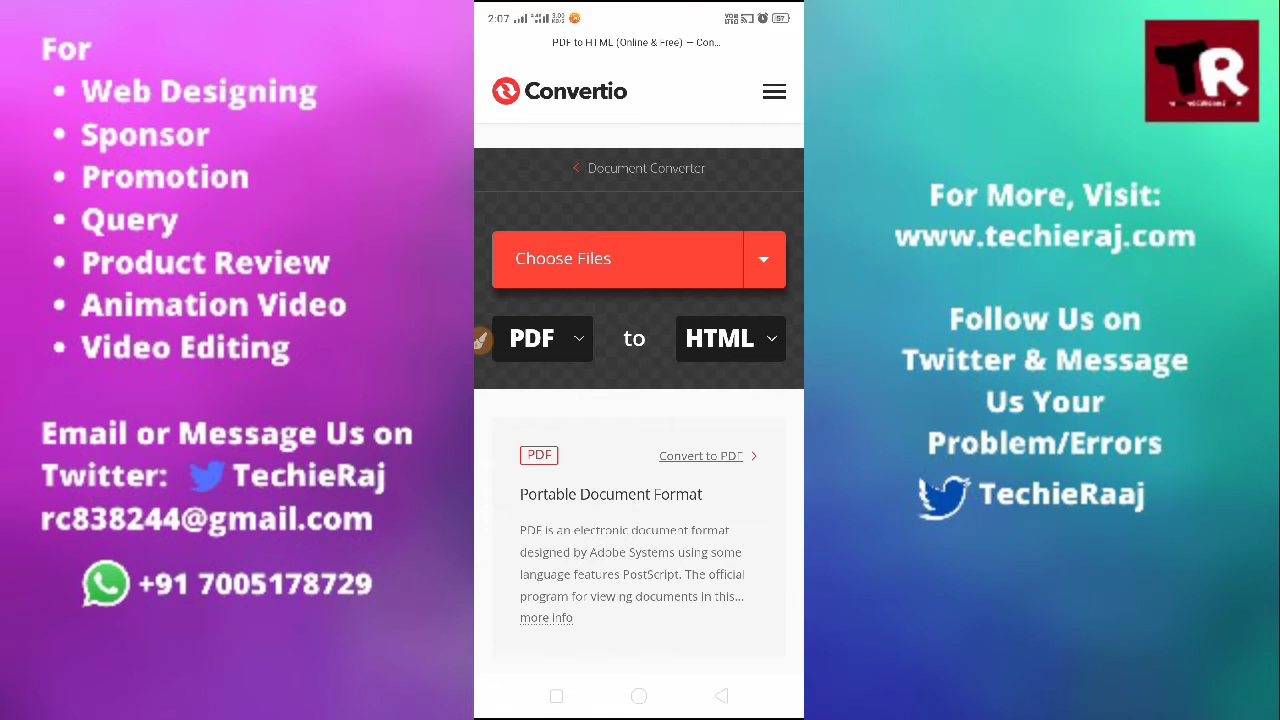 For
Web Designing
Sponsor
Promotion
Query
Product Review
Animation Video
Video Editing
Email or Message Us on
Twitter: TechieRaj
rc838244@gmail.com
+91 7005178729
2:07
57
PDF to HTML (Online & Free) — Con...
Convertio
Document Converter
Choose Files
PDF to HTML
PDF
Convert to PDF
Portable Document Format
PDF is an electronic document format
designed by Adobe Systems using some
language features PostScript. The official
program for viewing documents in this...
more info
TR
For More, Visit:
www.techieraj.com
Follow Us on
Twitter & Message
Us Your
Problem/Errors
TechieRaaj